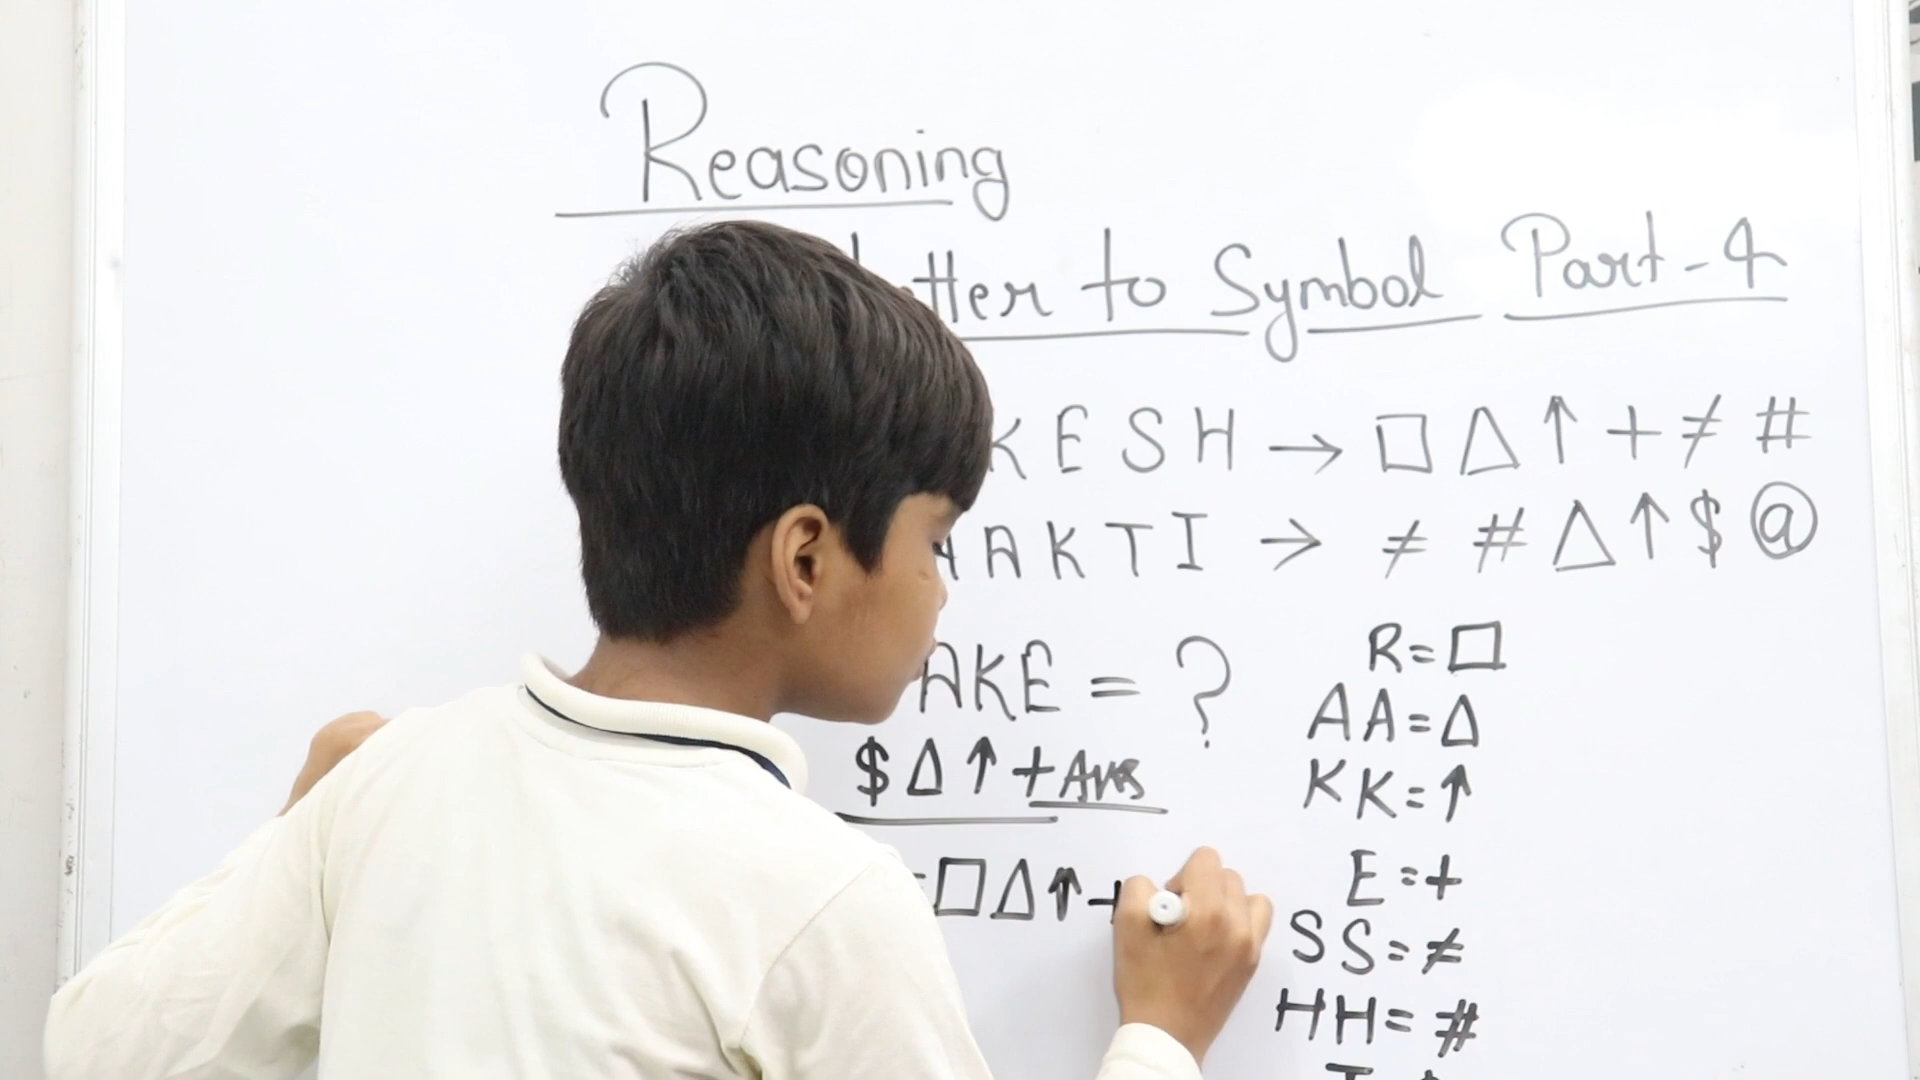 Reasoning
tter to Symbol Part-4
KESH → □ △ ↑ + ≠ #
AKTI → ≠ # △ ↑ $ @
AKE = ?
$ △ ↑ + Ans
= □ △ ↑ +
R = □
AA = △
KK = ↑
E = +
SS = ≠
HH = #